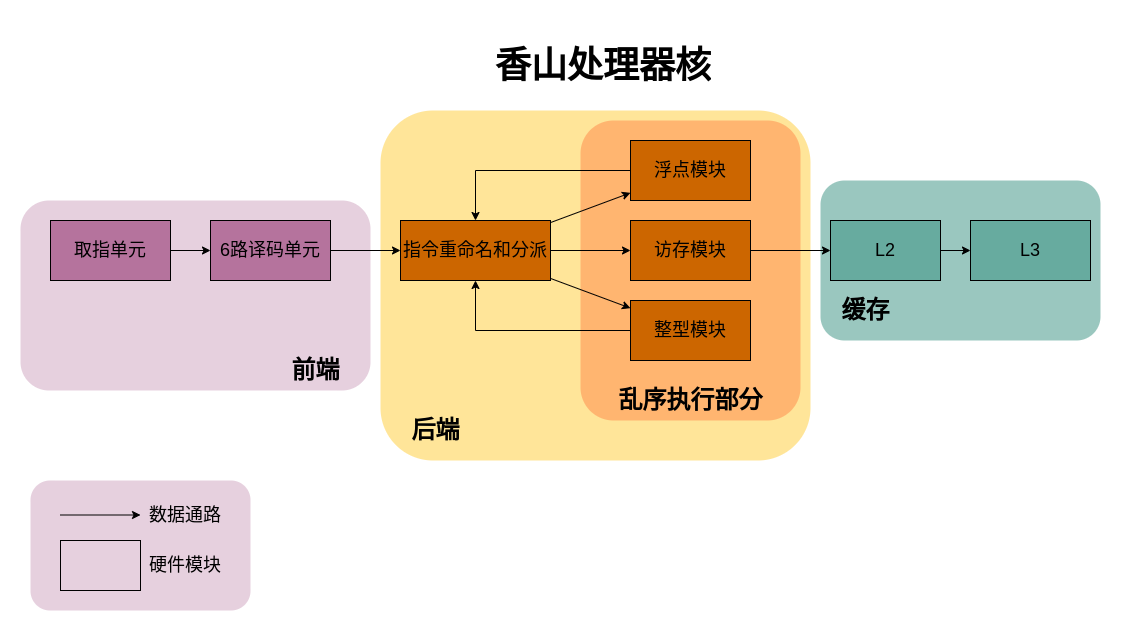 香山处理器核
浮点模块
取指单元
6路译码单元
指令重命名和分派
访存模块
L2
L3
缓存
整型模块
前端
乱序执行部分
后端
数据通路
硬件模块